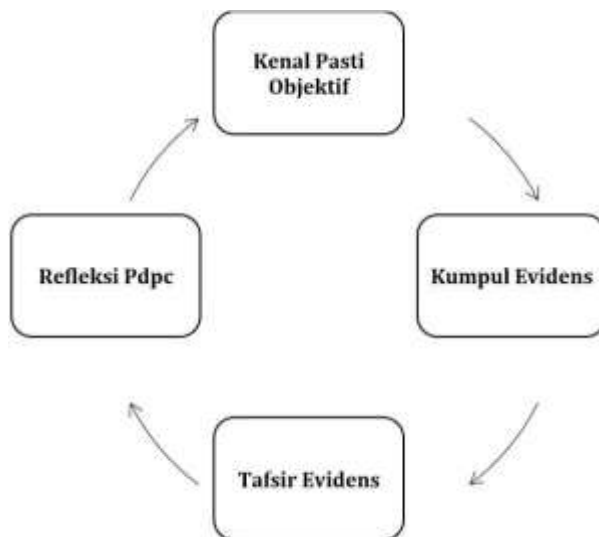 Kenal Pasti
Objektif
Refleksi Pdpc
Kumpul Evidens
Tafsir Evidens